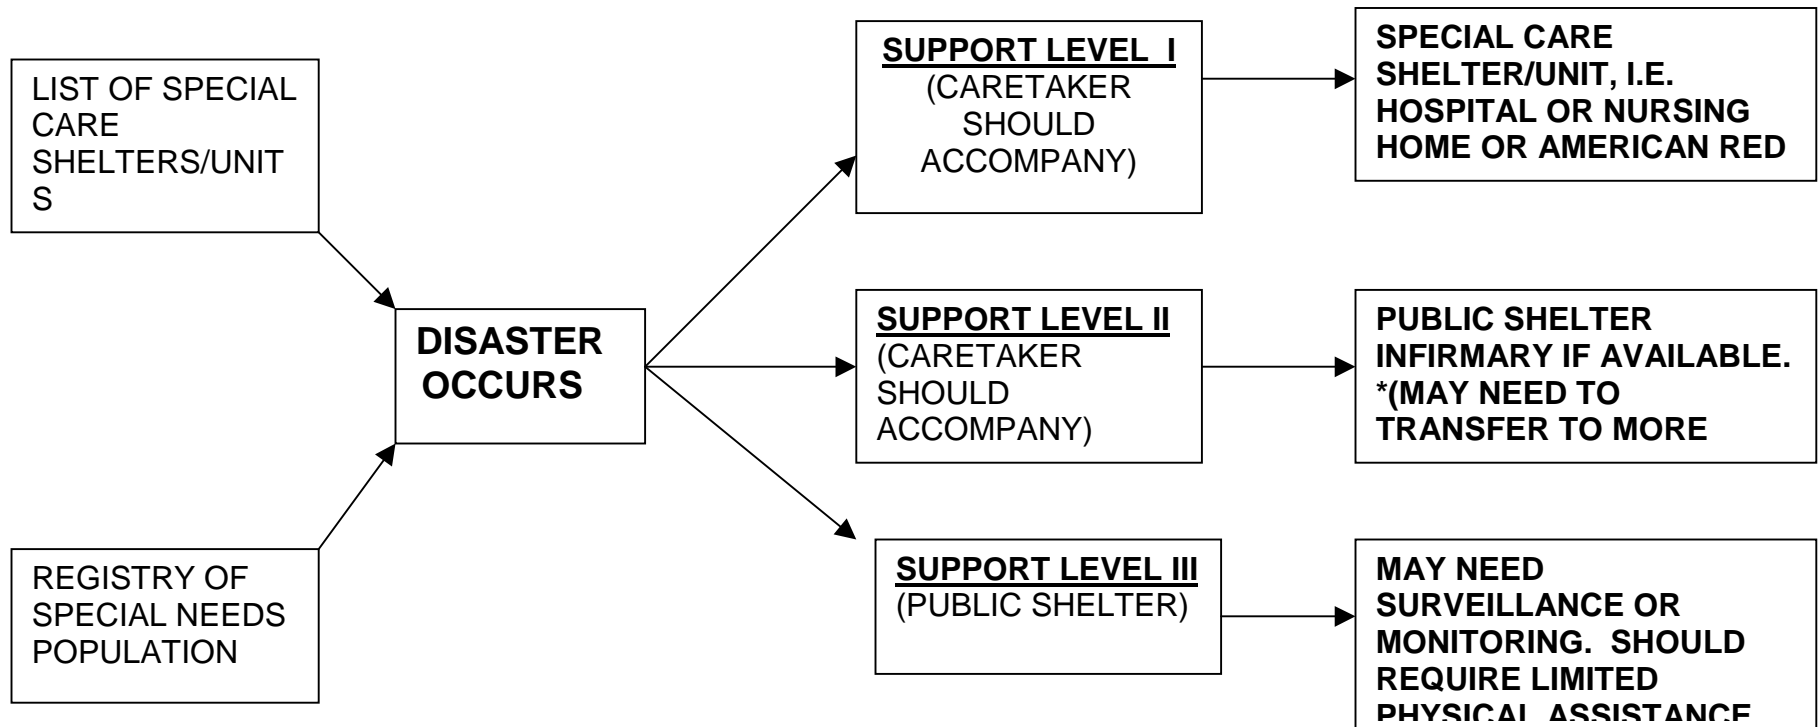 LIST OF SPECIAL
CARE
SHELTERS/UNIT
S
REGISTRY OF
SPECIAL NEEDS
POPULATION
DISASTER
OCCURS
SUPPORT LEVEL I
(CARETAKER
SHOULD
ACCOMPANY)
SPECIAL CARE
SHELTER/UNIT, I.E.
HOSPITAL OR NURSING
HOME OR AMERICAN RED
SUPPORT LEVEL II
(CARETAKER
SHOULD
ACCOMPANY)
PUBLIC SHELTER
INFIRMARY IF AVAILABLE.
*(MAY NEED TO
TRANSFER TO MORE
SUPPORT LEVEL III
(PUBLIC SHELTER)
MAY NEED
SURVEILLANCE OR
MONITORING.  SHOULD
REQUIRE LIMITED
PHYSICAL ASSISTANCE